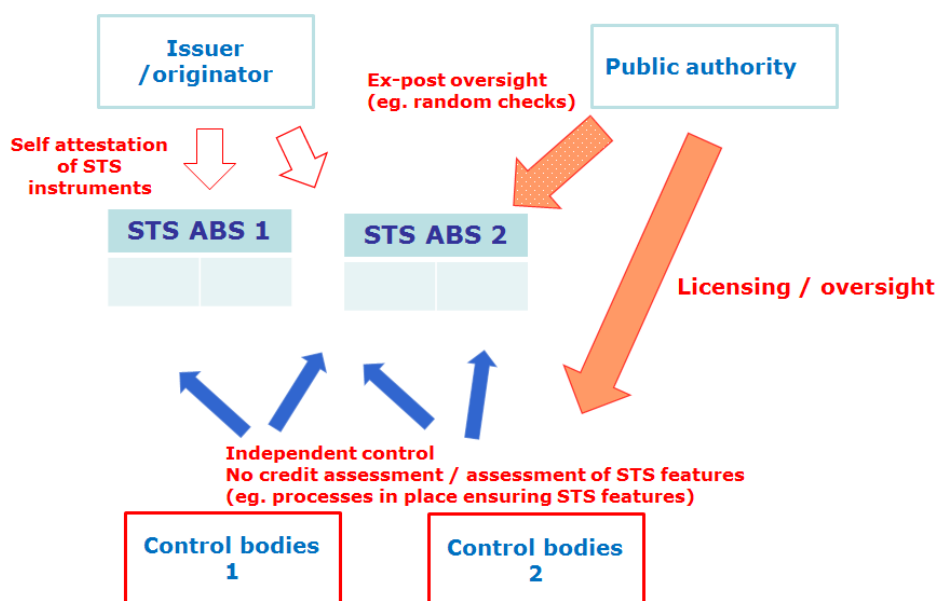 Issuer
/originator
Public authority
Ex-post oversight
(eg. random checks)
Self attestation
of STS
instruments
STS ABS 1
STS ABS 2
Licensing / oversight
Independent control
No credit assessment / assessment of STS features
(eg. processes in place ensuring STS features)
Control bodies
1
Control bodies
2